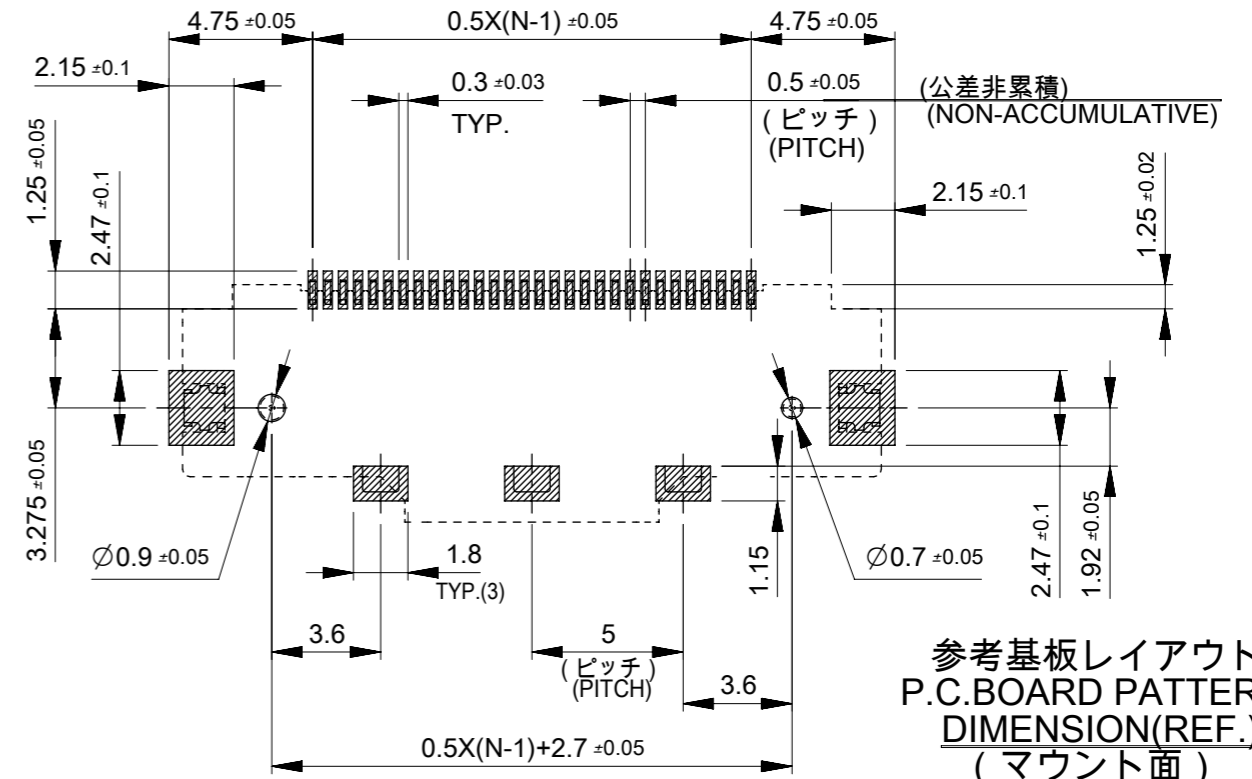 4.75 ±0.05
0.5X(N-1) ±0.05
4.75 ±0.05
2.15 ±0.1
0.3 ±0.03
TYP.
0.5 ±0.05
(ピッチ)
(PITCH)
(公差非累積)
(NON-ACCUMULATIVE)
1.25 ±0.05
2.47 ±0.1
2.15 ±0.1
1.25 ±0.02
3.275 ±0.05
∅0.9 ±0.05
1.8
TYP.(3)
1.15
∅0.7 ±0.05
2.47 ±0.1
1.92 ±0.05
3.6
5
(ピッチ)
(PITCH)
3.6
0.5X(N-1)+2.7 ±0.05
参考基板レイアウト
P.C.BOARD PATTER
DIMENSION(REF.)
(マウント面)